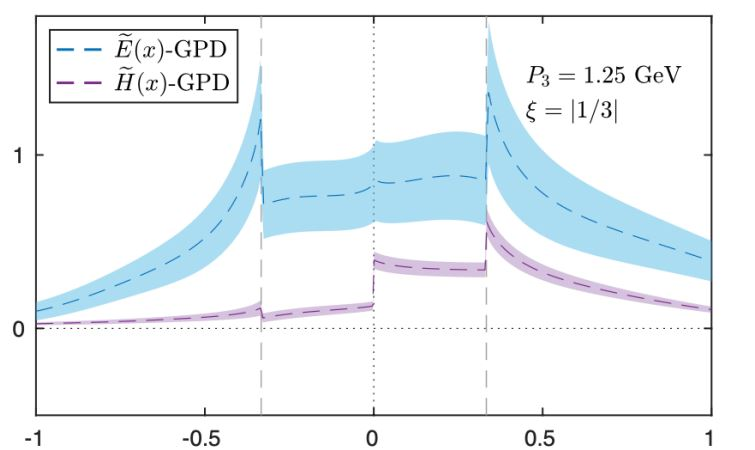 Ẽ(x)-GPD
H̃(x)-GPD
P₃ = 1.25 GeV
ξ = |1/3|
1
0
-1 -0.5 0 0.5 1